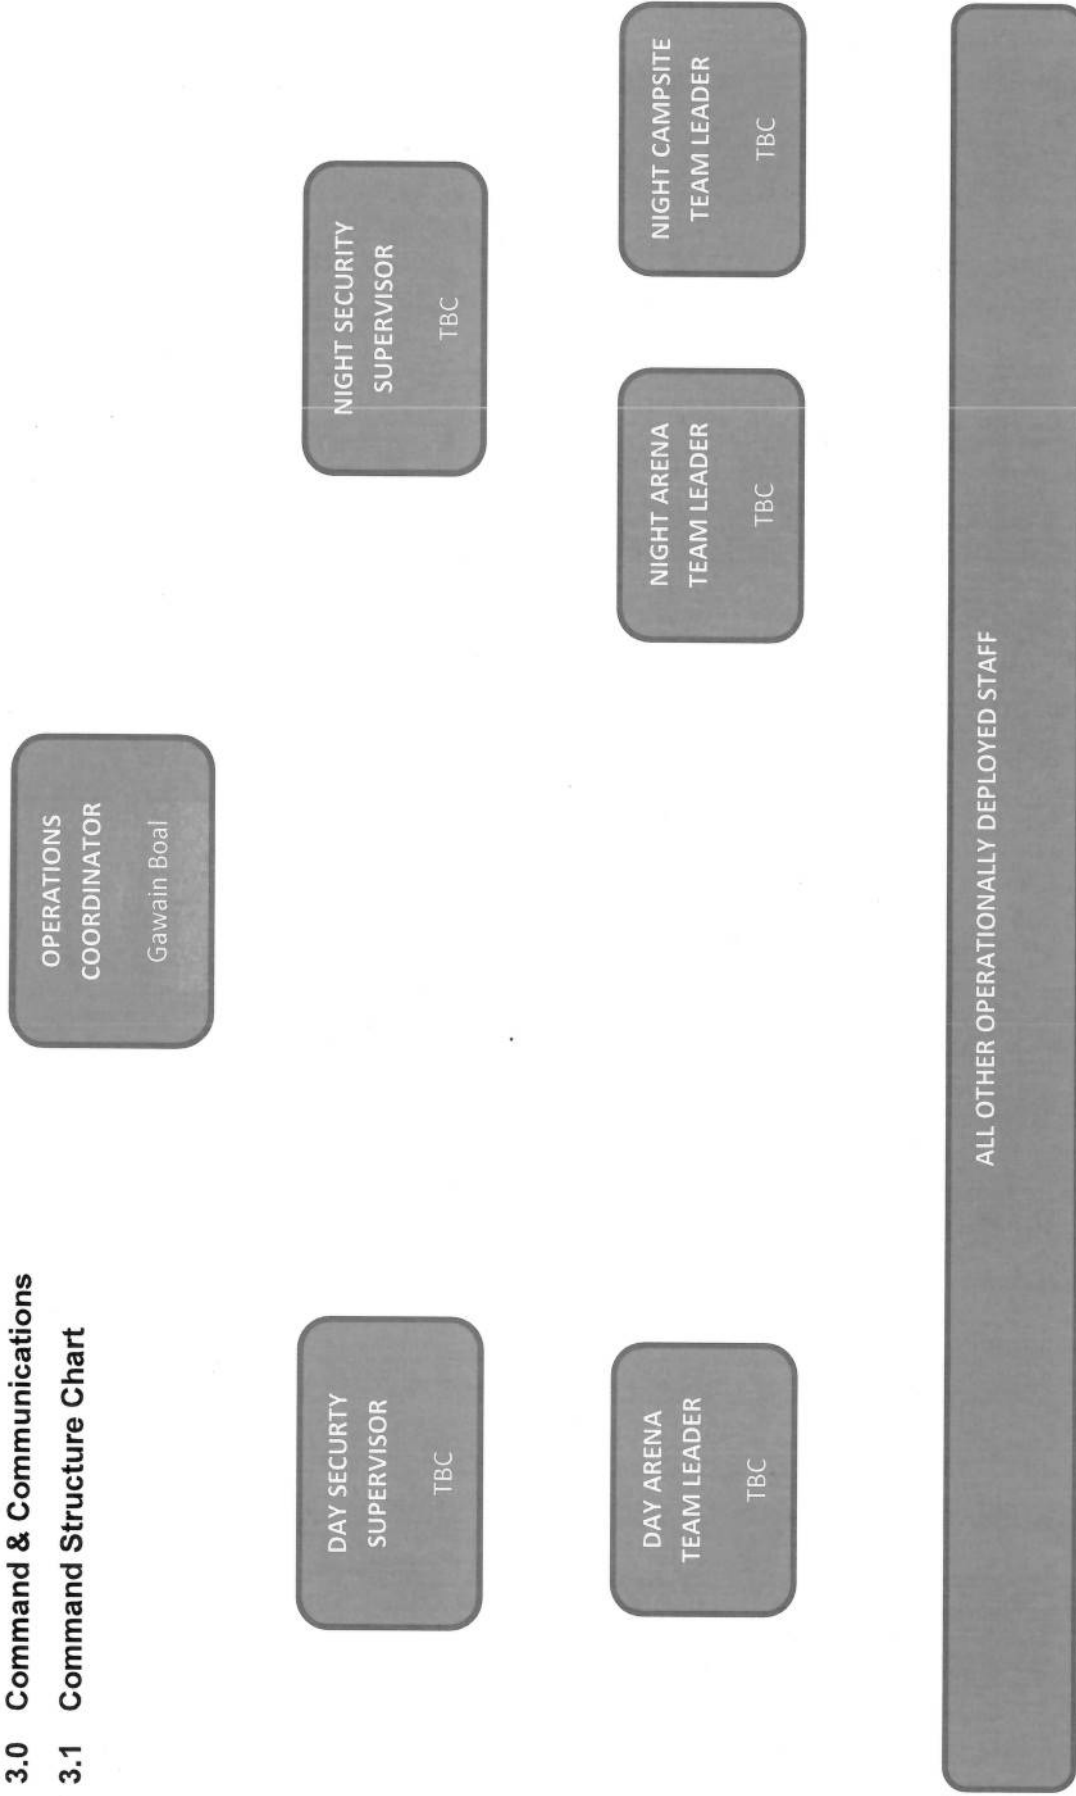 3.0 Command & Communications
3.1 Command Structure Chart
OPERATIONS
COORDINATOR
Gawain Boal
DAY SECURTY
SUPERVISOR
TBC
NIGHT SECURITY
SUPERVISOR
TBC
DAY ARENA
TEAM LEADER
TBC
NIGHT ARENA
TEAM LEADER
TBC
NIGHT CAMPSITE
TEAM LEADER
TBC
ALL OTHER OPERATIONALLY DEPLOYED STAFF